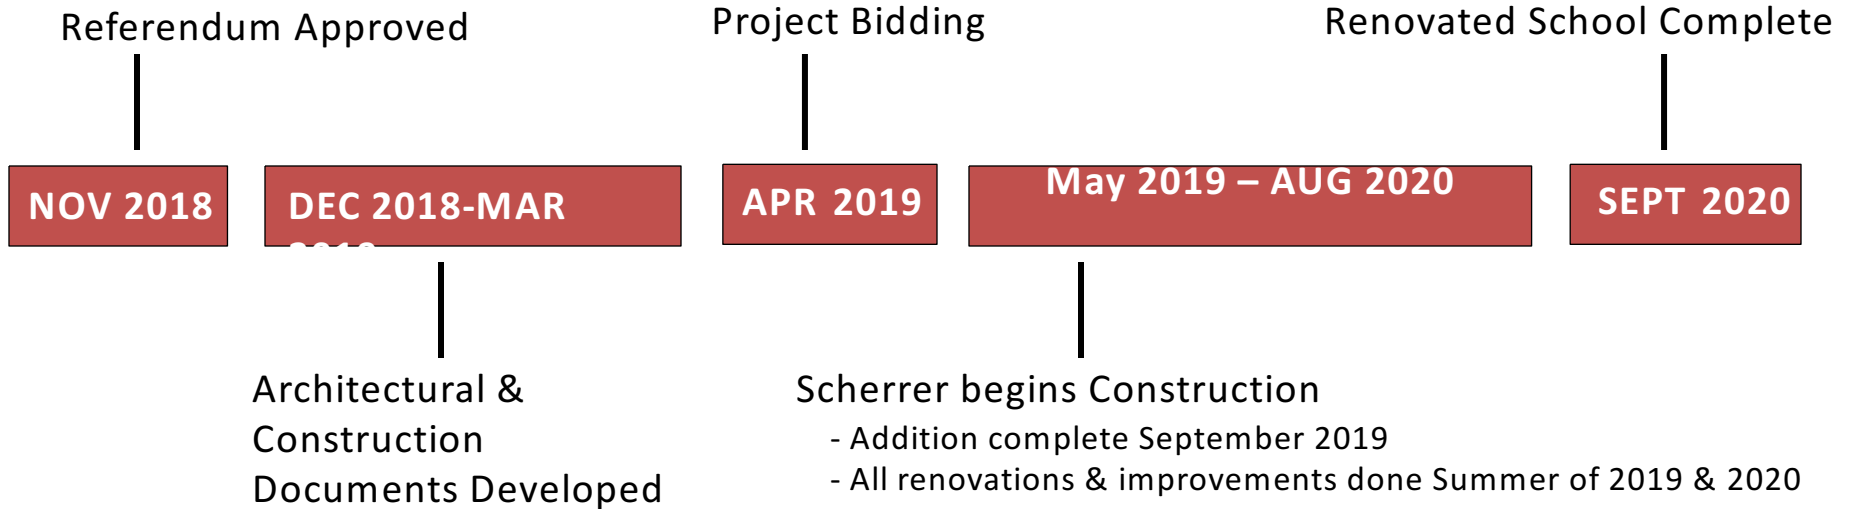 Referendum Approved
Project Bidding
Renovated School Complete
NOV 2018
DEC 2018-MAR
APR 2019
May 2019 – AUG 2020
SEPT 2020
Architectural &
Construction
Documents Developed
Scherrer begins Construction
- Addition complete September 2019
- All renovations & improvements done Summer of 2019 & 2020